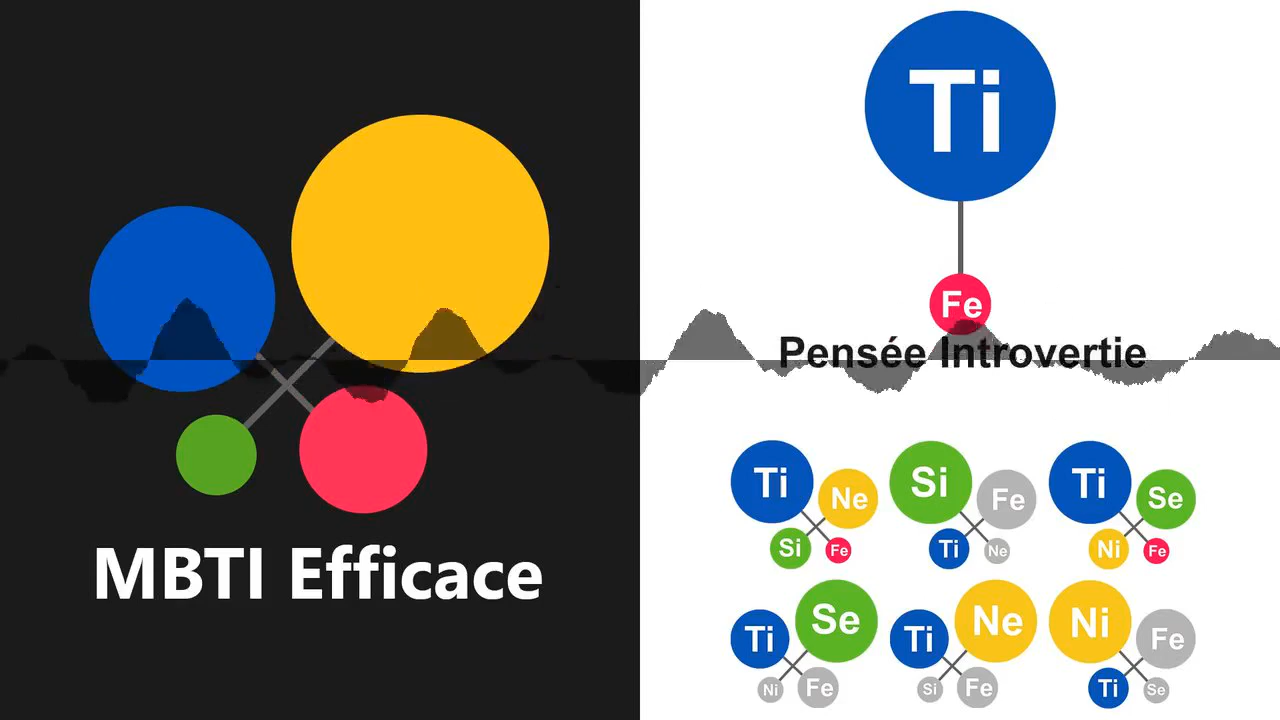 MBTI Efficace
Ti
Fe
Pensée Introvertie
Ti
Ne
Si
Fe
Si
Fe
Ti
Ne
Ti
Se
Ni
Fe
Ti
Se
Ni
Fe
Ti
Ne
Si
Fe
Ni
Fe
Ti
Se